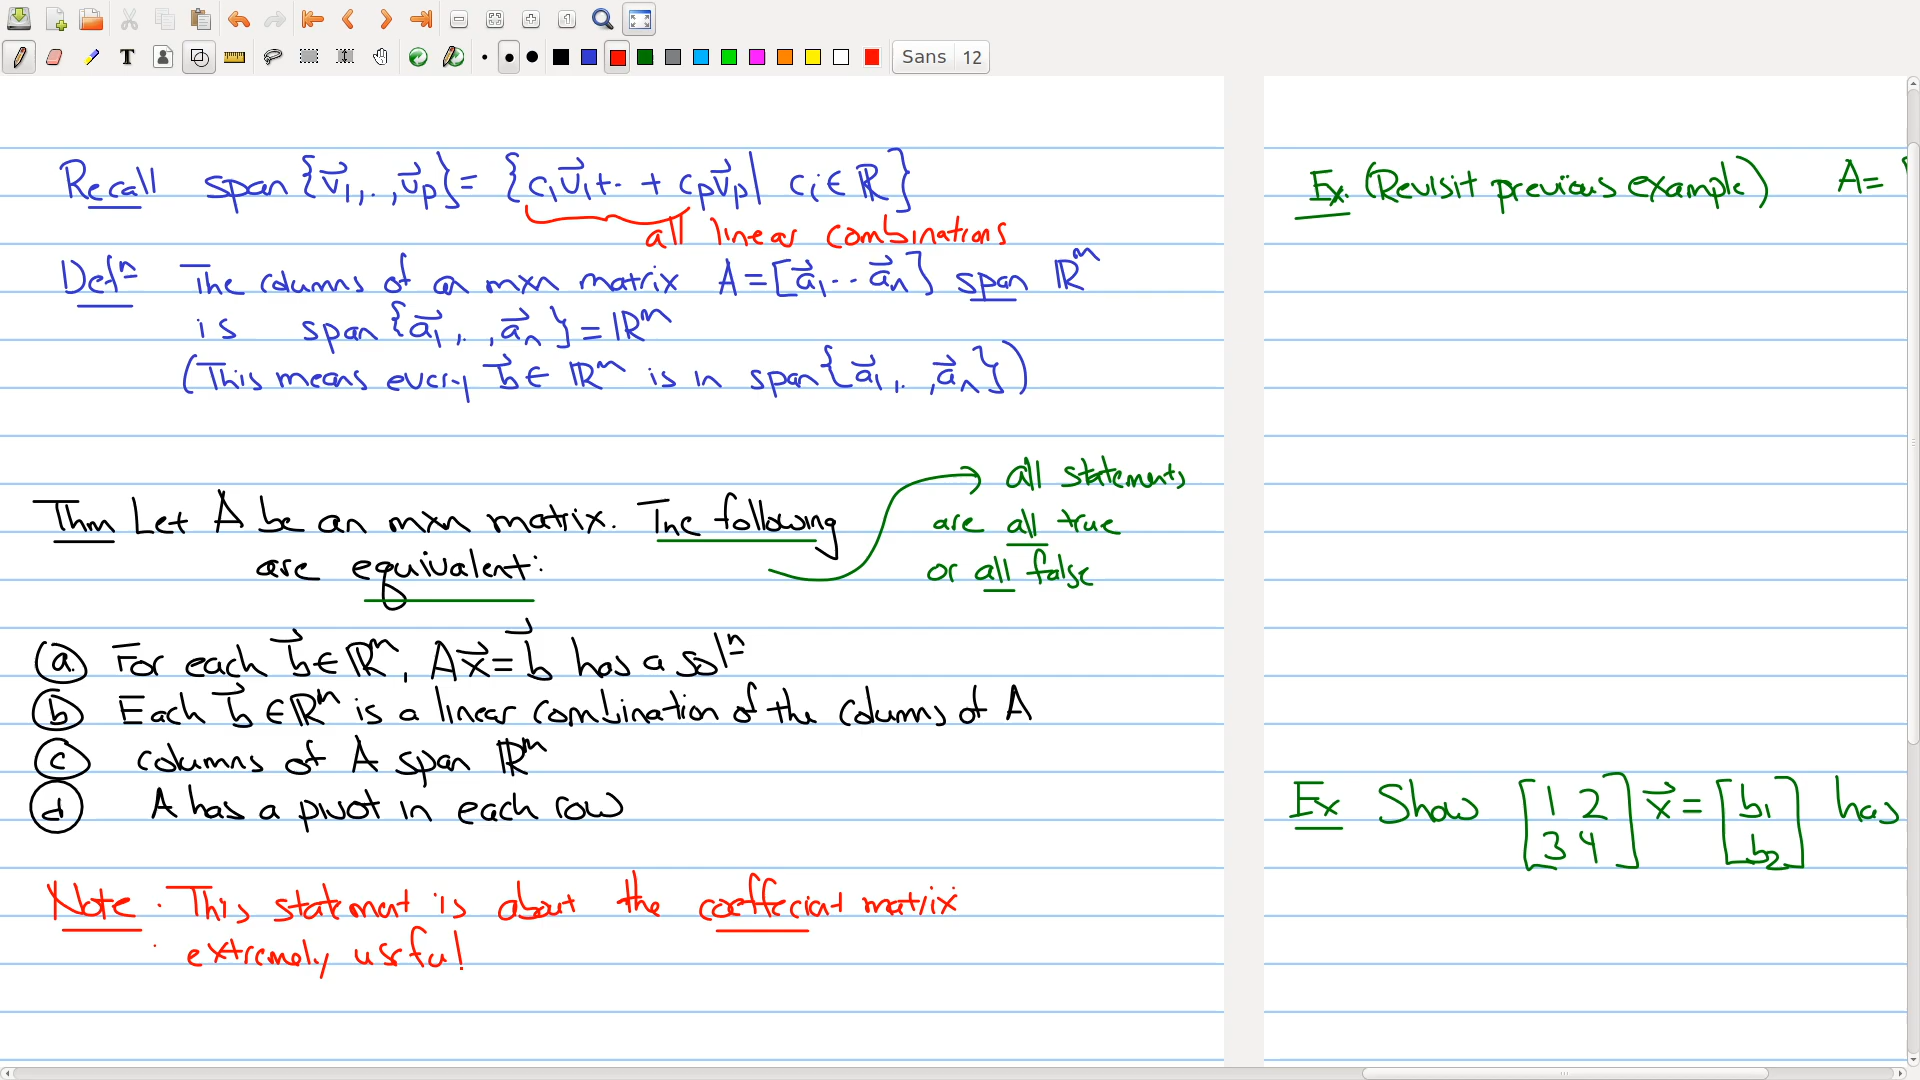 Sans 12
Recall span{v⃗₁, .. , v⃗p} = {c₁v⃗₁+ ·· + cpv⃗p | cᵢ ∈ ℝ}
all linear combinations
Defⁿ The columns of an mxn matrix A = [a⃗₁ ··· a⃗ₙ] span ℝᵐ
is span{a⃗₁, .. , a⃗ₙ} = ℝᵐ
(This means every b⃗ ∈ ℝᵐ is in span{a⃗₁, .. , a⃗ₙ})
all statements
Thm Let A be an mxn matrix. The following
are all true
are equivalent:
or all false
(a) For each b⃗ ∈ ℝᵐ, Ax⃗ = b⃗ has a solⁿ
(b) Each b⃗ ∈ ℝᵐ is a linear combination of the columns of A
(c) columns of A span ℝᵐ
(d) A has a pivot in each row
Note · This statement is about the coefficient matrix
· extremely useful!
Ex. (Revisit previous example) A = [
Ex Show [1 2; 3 4] x⃗ = [b₁; b₂] has